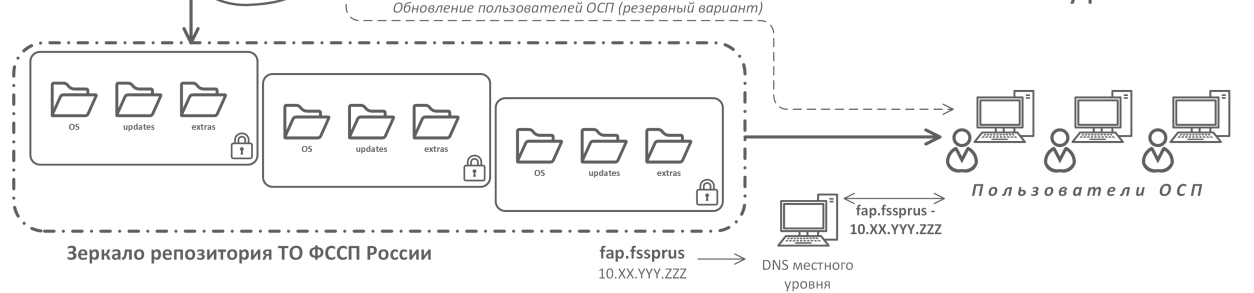 Обновление пользователей ОСП (резервный вариант)
OS updates extras
OS updates extras
OS updates extras
Пользователи ОСП
fap.fssprus -
10.XX.YYY.ZZZ
Зеркало репозитория ТО ФССП России
fap.fssprus
10.XX.YYY.ZZZ
DNS местного
уровня